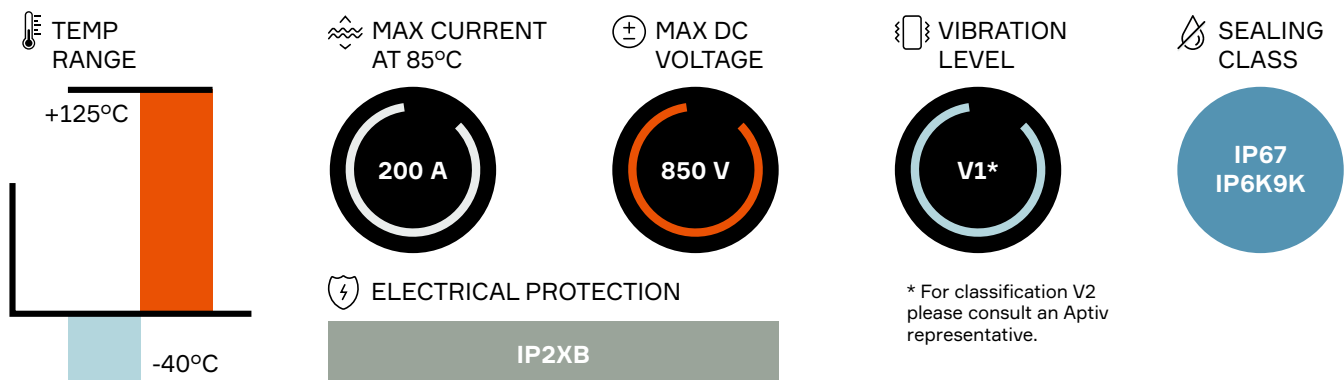 TEMP
RANGE
+125°C
-40°C
MAX CURRENT
AT 85°C
200 A
MAX DC
VOLTAGE
850 V
ELECTRICAL PROTECTION
IP2XB
VIBRATION
LEVEL
V1*
* For classification V2
please consult an Aptiv
representative.
SEALING
CLASS
IP67
IP6K9K